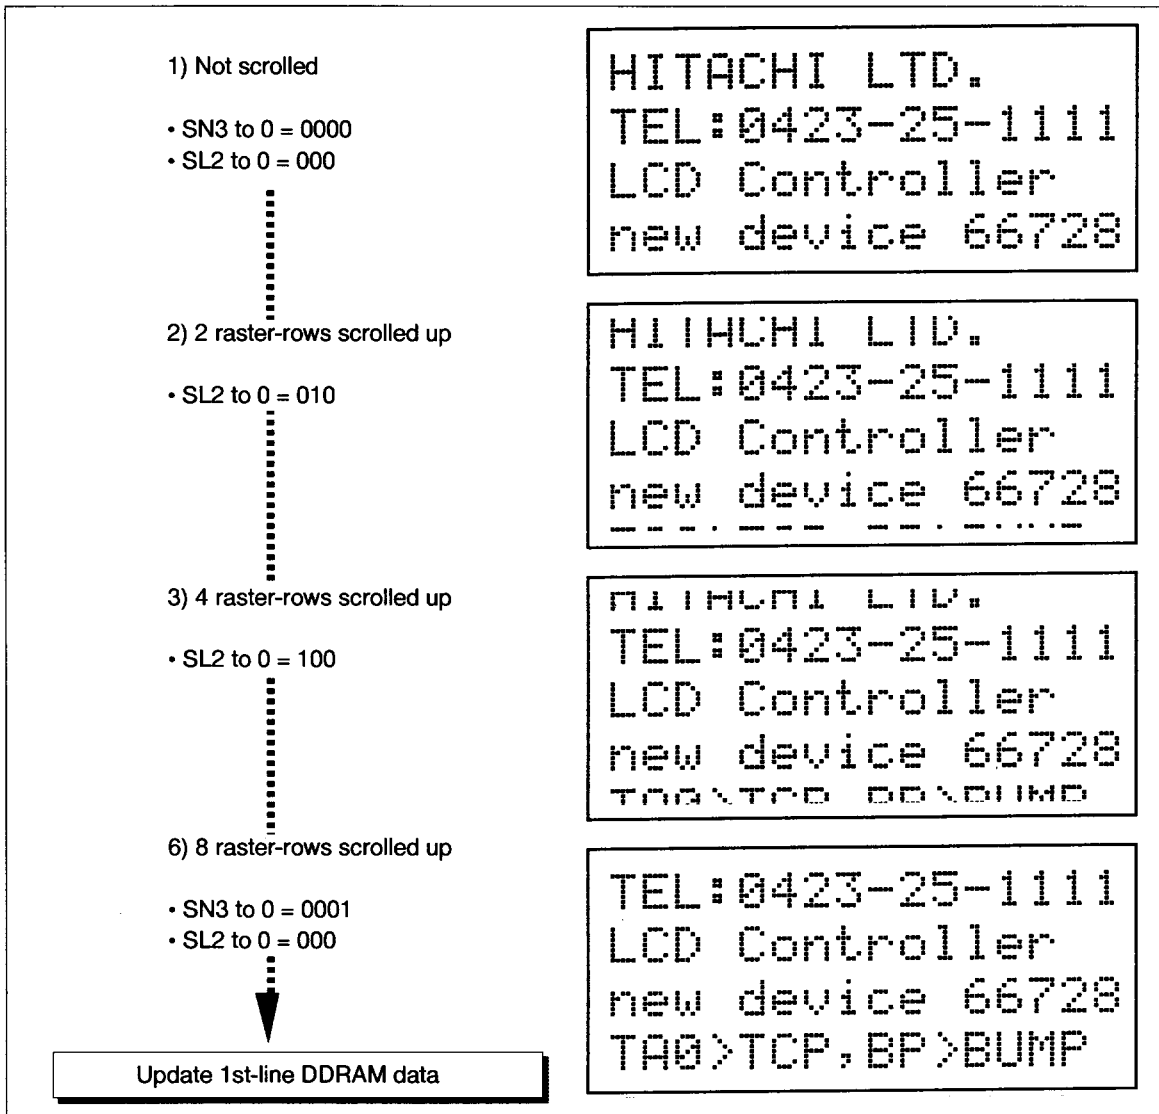 1) Not scrolled
• SN3 to 0 = 0000
• SL2 to 0 = 000
HITACHI LTD.
TEL:0423-25-1111
LCD Controller
new device 66728
2) 2 raster-rows scrolled up
• SL2 to 0 = 010
HITACHI LTD.
TEL:0423-25-1111
LCD Controller
new device 66728
3) 4 raster-rows scrolled up
• SL2 to 0 = 100
HITACHI LTD.
TEL:0423-25-1111
LCD Controller
new device 66728
6) 8 raster-rows scrolled up
• SN3 to 0 = 0001
• SL2 to 0 = 000
TEL:0423-25-1111
LCD Controller
new device 66728
TA0>TCP,BP>BUMP
Update 1st-line DDRAM data